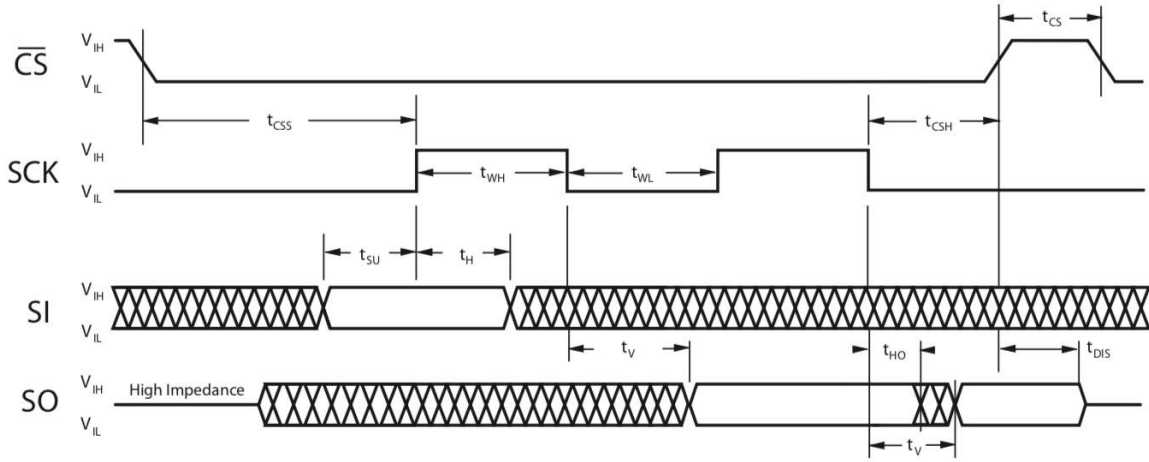 t_CS
V_IH
CS
V_IL
t_CSS
t_CSH
V_IH
SCK
t_WH
t_WL
V_IL
t_SU
t_H
V_IH
SI
V_IL
t_V
t_HO
t_DIS
V_IH
High Impedance
SO
V_IL
t_V